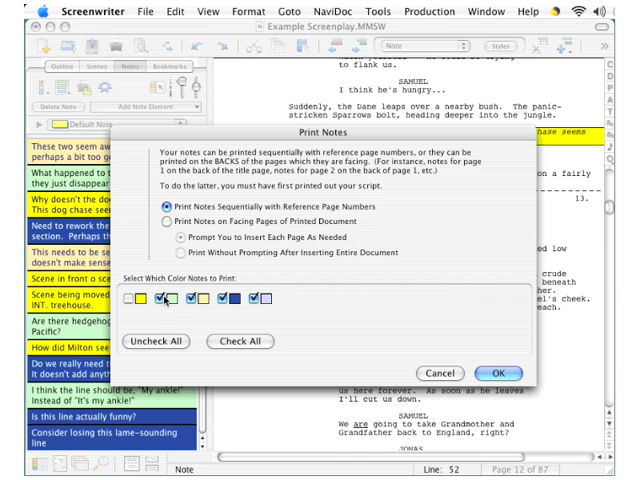 Screenwriter File Edit View Format Goto NaviDoc Tools Production Window Help
Example Screenplay.MMSW
Note Styles
Outline Scenes Notes Bookmarks
Delete Note Add Note Element
Default Note
These two seem aw
perhaps a bit too go
What happened to t
they just disappear
Why doesn't the do
This dog chase see
Need to rework the
section. Perhaps th
This needs to be se
doesn't make sense
Scene in front o sce
Scene being moved
INT. treehouse.
Are there hedgehog
Pacific?
How did Milton see
Do we really need t
It doesn't add anyth
I think the line should be, "My ankle!"
Instead of "It's my ankle!"
Is this line actually funny?
Consider losing this lame-sounding
line
to flank us.
SAMUEL
I think he's hungry...
Suddenly, the Dane leaps over a nearby bush. The panic-
stricken Sparrows bolt, heading deeper into the jungle.
hase seems
on a fairly
13.
ed low
crude
beneath
her.
el's cheek.
each.
Print Notes
Your notes can be printed sequentially with reference page numbers, or they can be
printed on the BACKS of the pages which they are facing. (For instance, notes for page
1 on the back of the title page, notes for page 2 on the back of page 1, etc.)
To do the latter, you must have first printed out your script.
Print Notes Sequentially with Reference Page Numbers
Print Notes on Facing Pages of Printed Document
Prompt You to Insert Each Page As Needed
Print Without Prompting After Inserting Entire Document
Select Which Color Notes to Print:
Uncheck All Check All
Cancel OK
us here forever. As soon as he leaves
I'll cut us down.
SAMUEL
We are going to take Grandmother and
Grandfather back to England, right?
JONAS
C
D
P
A
Note Line: 52 Page 12 of 87